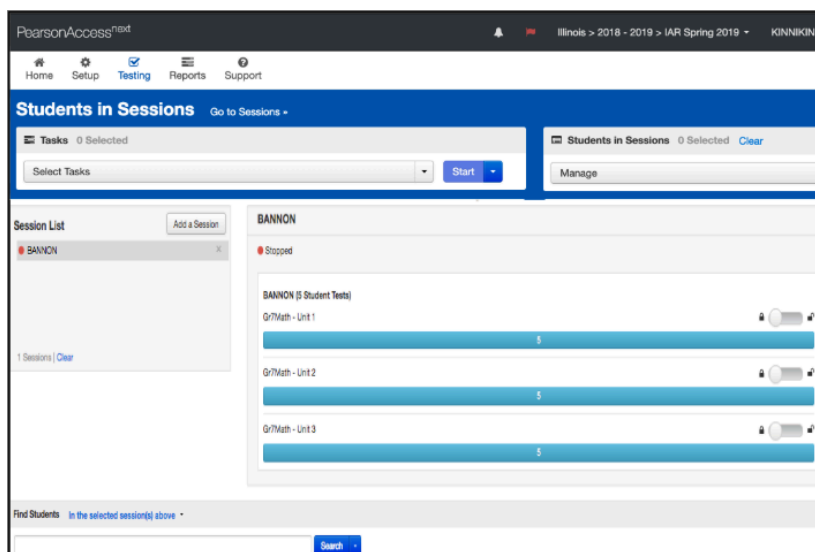 PearsonAccessnext
Illinois > 2018 - 2019 > IAR Spring 2019
KINNIKIN
Home Setup Testing Reports Support
Students in Sessions Go to Sessions »
Tasks 0 Selected
Select Tasks Start
Students in Sessions 0 Selected Clear
Manage
Session List Add a Session
BANNON x
1 Sessions | Clear
BANNON
Stopped
BANNON (5 Student Tests)
Gr7Math - Unit 1
5
Gr7Math - Unit 2
5
Gr7Math - Unit 3
5
Find Students In the selected session(s) above
Search